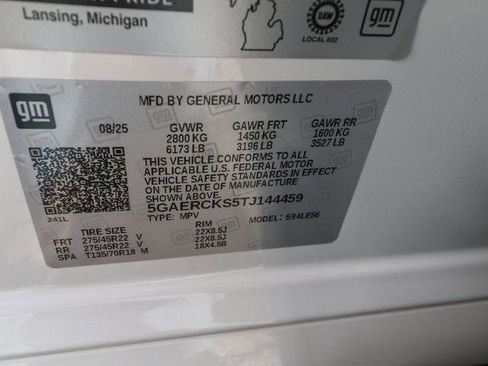 Lansing, Michigan
UAW
LOCAL 602
gm
gm
MFD BY GENERAL MOTORS LLC
08/25 GVWR GAWR FRT GAWR RR
2800 KG 1450 KG 1600 KG
6173 LB 3196 LB 3527 LB
THIS VEHICLE CONFORMS TO ALL
APPLICABLE U.S. FEDERAL MOTOR
VEHICLE SAFETY STANDARDS IN EFFECT
ON THE DATE OF MANUFACTURE SHOWN ABOVE.
5GAERCKS5TJ144459
TYPE: MPV MODEL: 594LE56
241L
TIRE SIZE RIM
FRT 275/45R22 V 22X8.5J
RR 275/45R22 V 22X8.5J
SPA T135/70R18 M 18X4.5B